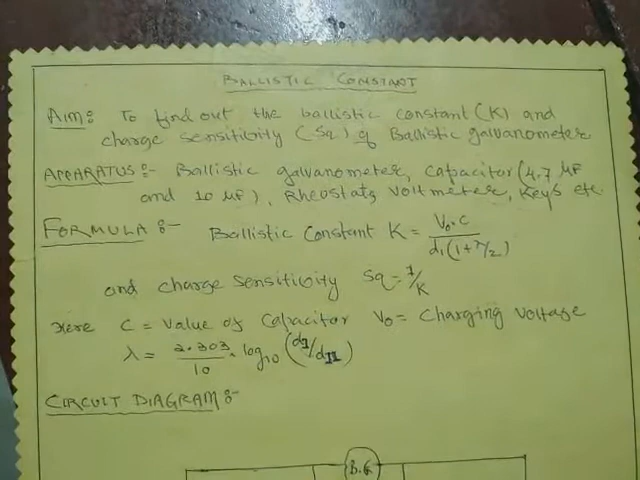 BALLISTIC CONSTANT
AIM:- To find out the ballistic constant (K) and
charge sensitivity (Sq) of Ballistic galvanometer
APPARATUS:- Ballistic galvanometer, capacitor (4.7 μF
and 10 μF), Rheostats, Voltmeter, Keys etc.
FORMULA:- Ballistic Constant K = V₀·C / d₁(1+λ/2)
and charge Sensitivity Sq = 1/K
Here C = Value of Capacitor V₀ = Charging Voltage
λ = 2.303/10 · log₁₀ (d_I/d_II)
CIRCUIT DIAGRAM:-
B.G